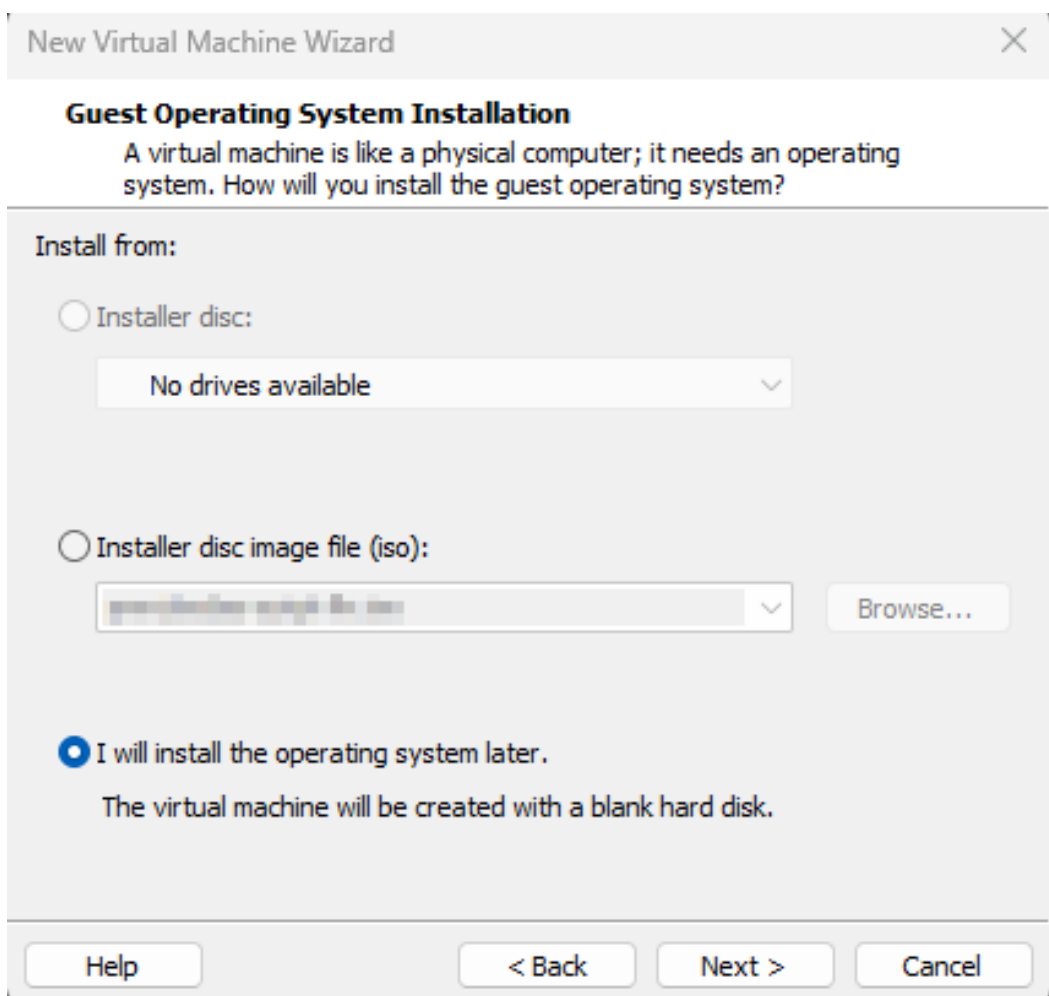 New Virtual Machine Wizard
Guest Operating System Installation
A virtual machine is like a physical computer; it needs an operating
system. How will you install the guest operating system?
Install from:
Installer disc:
No drives available
Installer disc image file (iso):
Browse...
I will install the operating system later.
The virtual machine will be created with a blank hard disk.
Help
< Back
Next >
Cancel